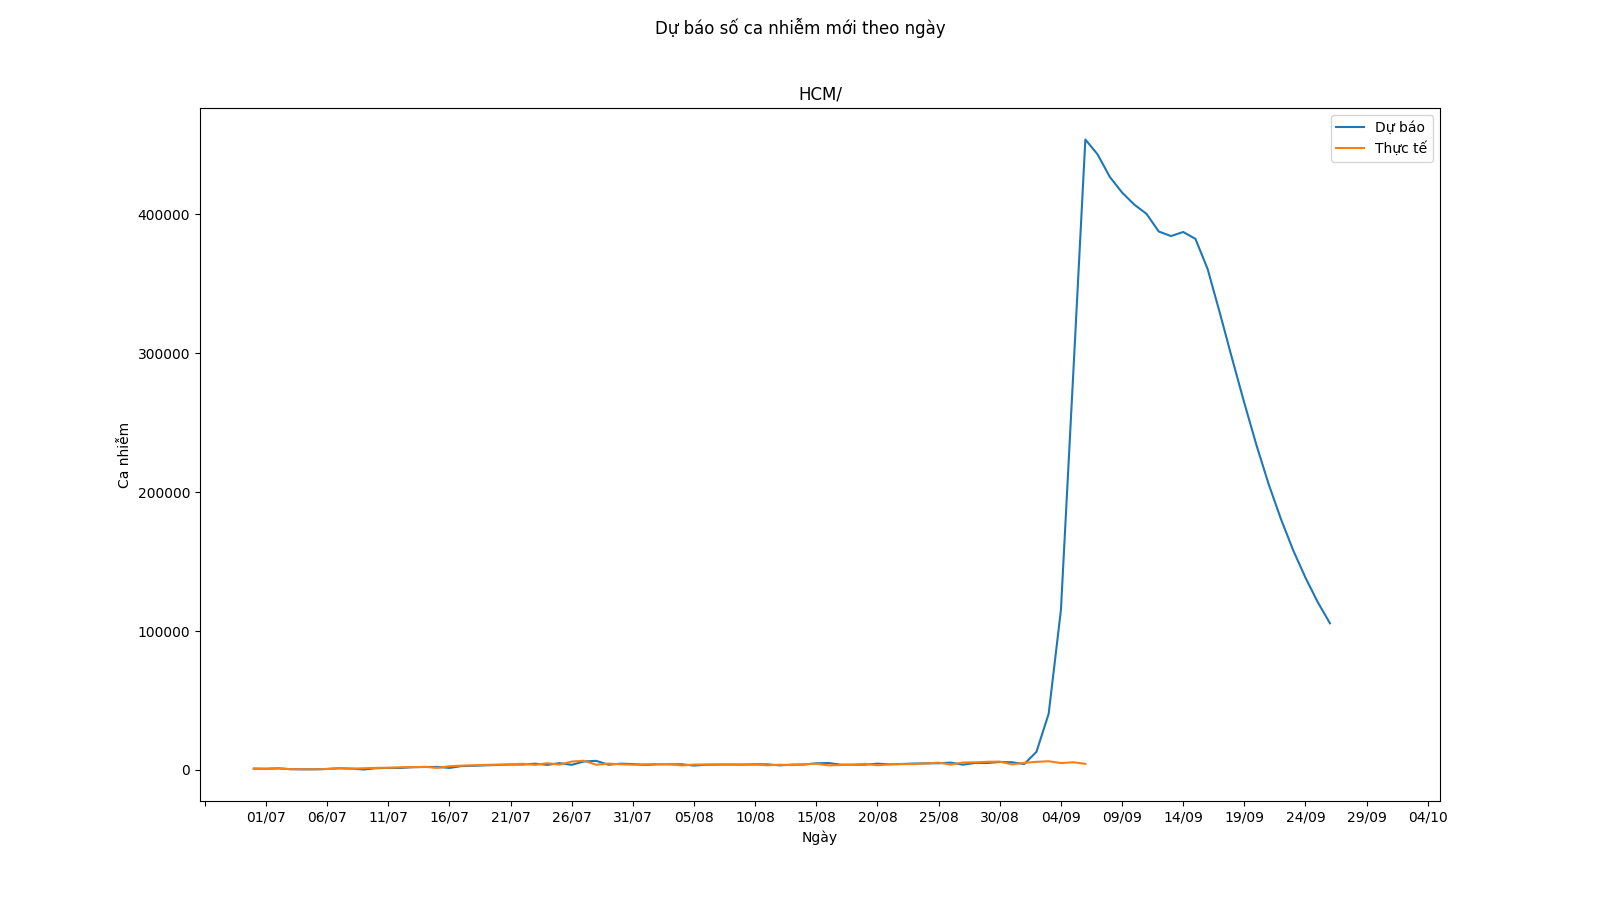 Dự báo số ca nhiễm mới theo ngày
HCM/
Dự báo
Thực tế
400000
300000
200000
100000
0
Ca nhiễm
01/07 06/07 11/07 16/07 21/07 26/07 31/07 05/08 10/08 15/08 20/08 25/08 30/08 04/09 09/09 14/09 19/09 24/09 29/09 04/10
Ngày